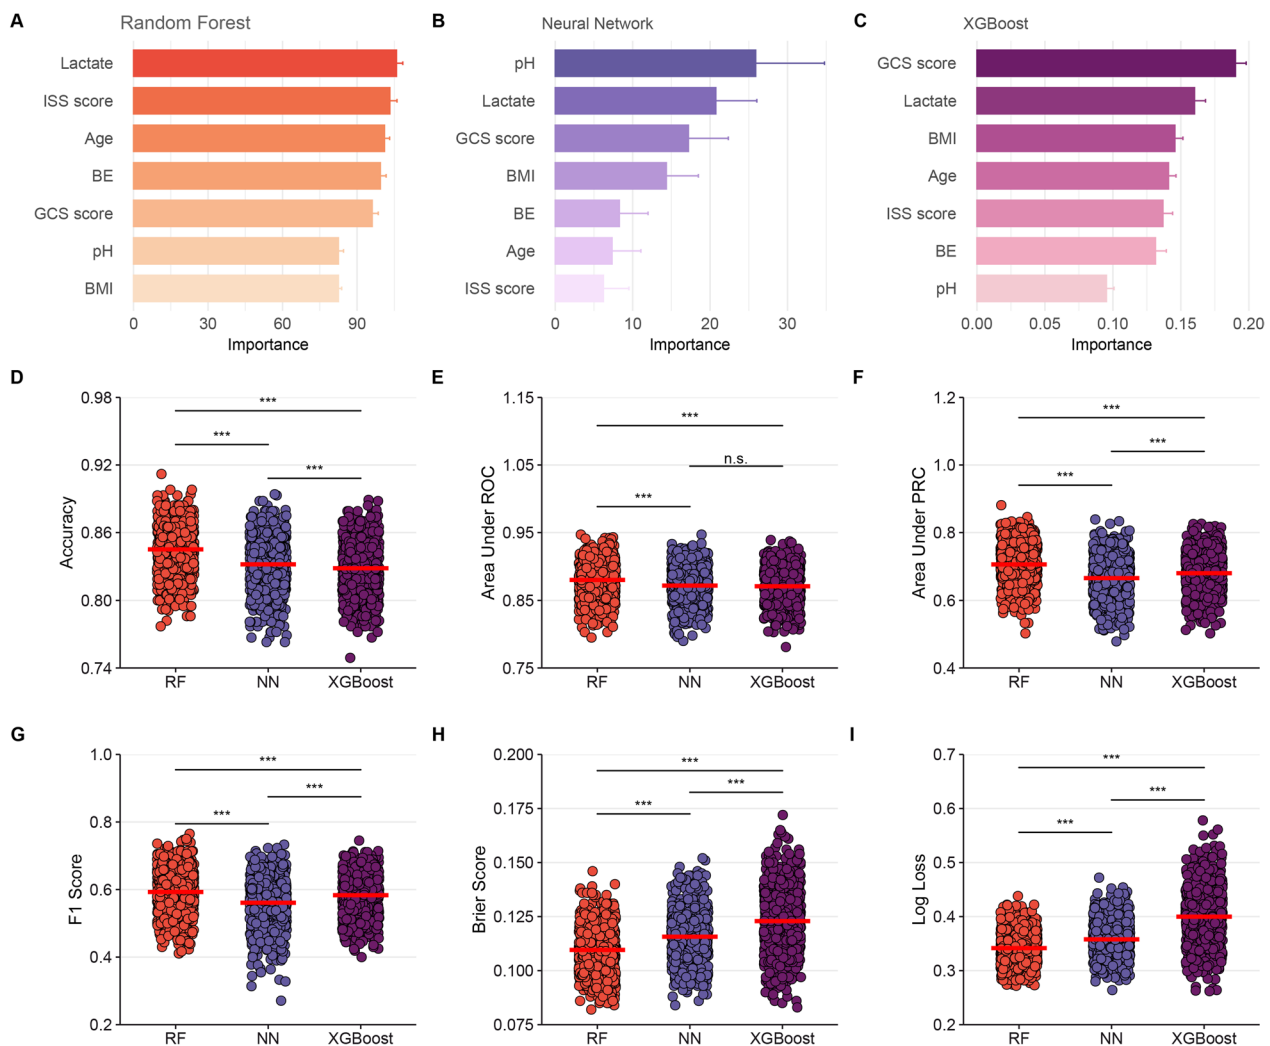 A
Random Forest
Lactate
ISS score
Age
BE
GCS score
pH
BMI
0 30 60 90
Importance
B
Neural Network
pH
Lactate
GCS score
BMI
BE
Age
ISS score
0 10 20 30
Importance
C
XGBoost
GCS score
Lactate
BMI
Age
ISS score
BE
pH
0.00 0.05 0.10 0.15 0.20
Importance
D
Accuracy
0.98
0.92
0.86
0.80
0.74
***
***
***
RF NN XGBoost
E
Area Under ROC
1.15
1.05
0.95
0.85
0.75
***
n.s.
***
RF NN XGBoost
F
Area Under PRC
1.2
1.0
0.8
0.6
0.4
***
***
***
RF NN XGBoost
G
F1 Score
1.0
0.8
0.6
0.4
0.2
***
***
***
RF NN XGBoost
H
Brier Score
0.200
0.175
0.150
0.125
0.100
0.075
***
***
***
RF NN XGBoost
I
Log Loss
0.7
0.6
0.5
0.4
0.3
0.2
***
***
***
RF NN XGBoost